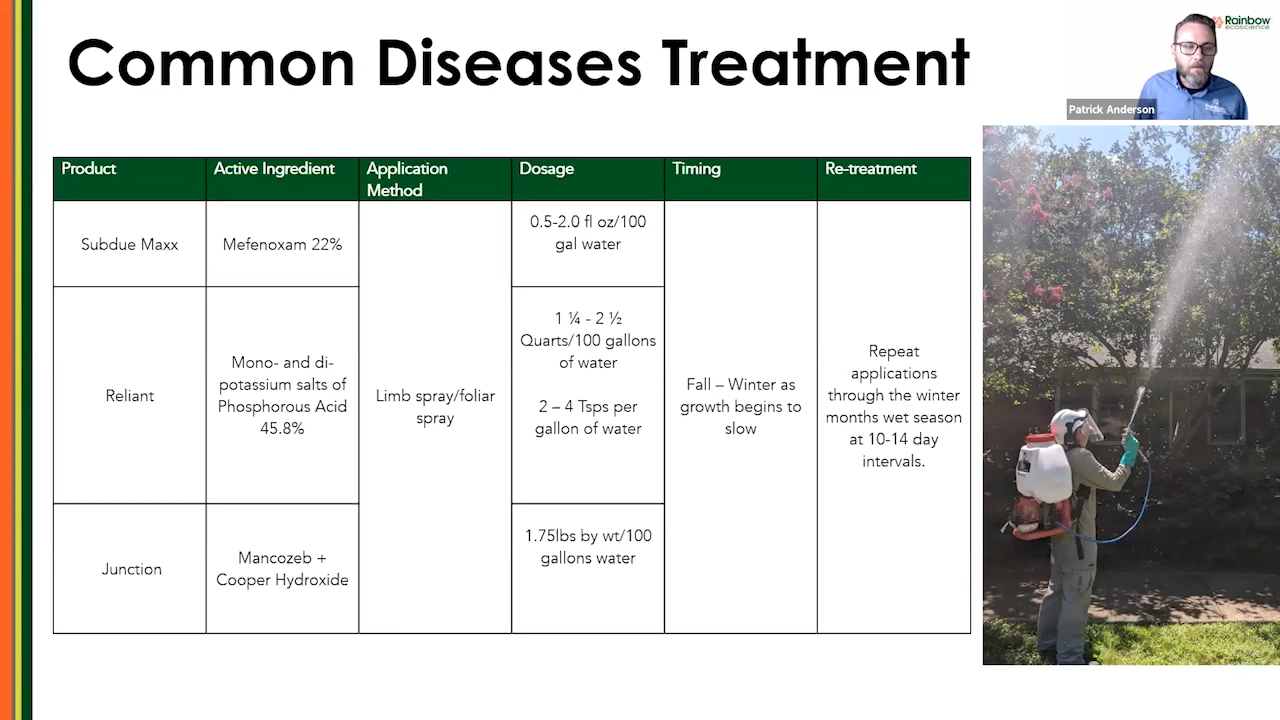 Common Diseases Treatment
Rainbow
ecoscience
Patrick Anderson
Product
Active Ingredient
Application
Method
Dosage
Timing
Re-treatment
Subdue Maxx
Mefenoxam 22%
Limb spray/foliar
spray
0.5-2.0 fl oz/100
gal water
Fall – Winter as
growth begins to
slow
Repeat
applications
through the winter
months wet season
at 10-14 day
intervals.
Reliant
Mono- and di-
potassium salts of
Phosphorous Acid
45.8%
1 ¼ - 2 ½
Quarts/100 gallons
of water
2 – 4 Tsps per
gallon of water
Junction
Mancozeb +
Cooper Hydroxide
1.75lbs by wt/100
gallons water